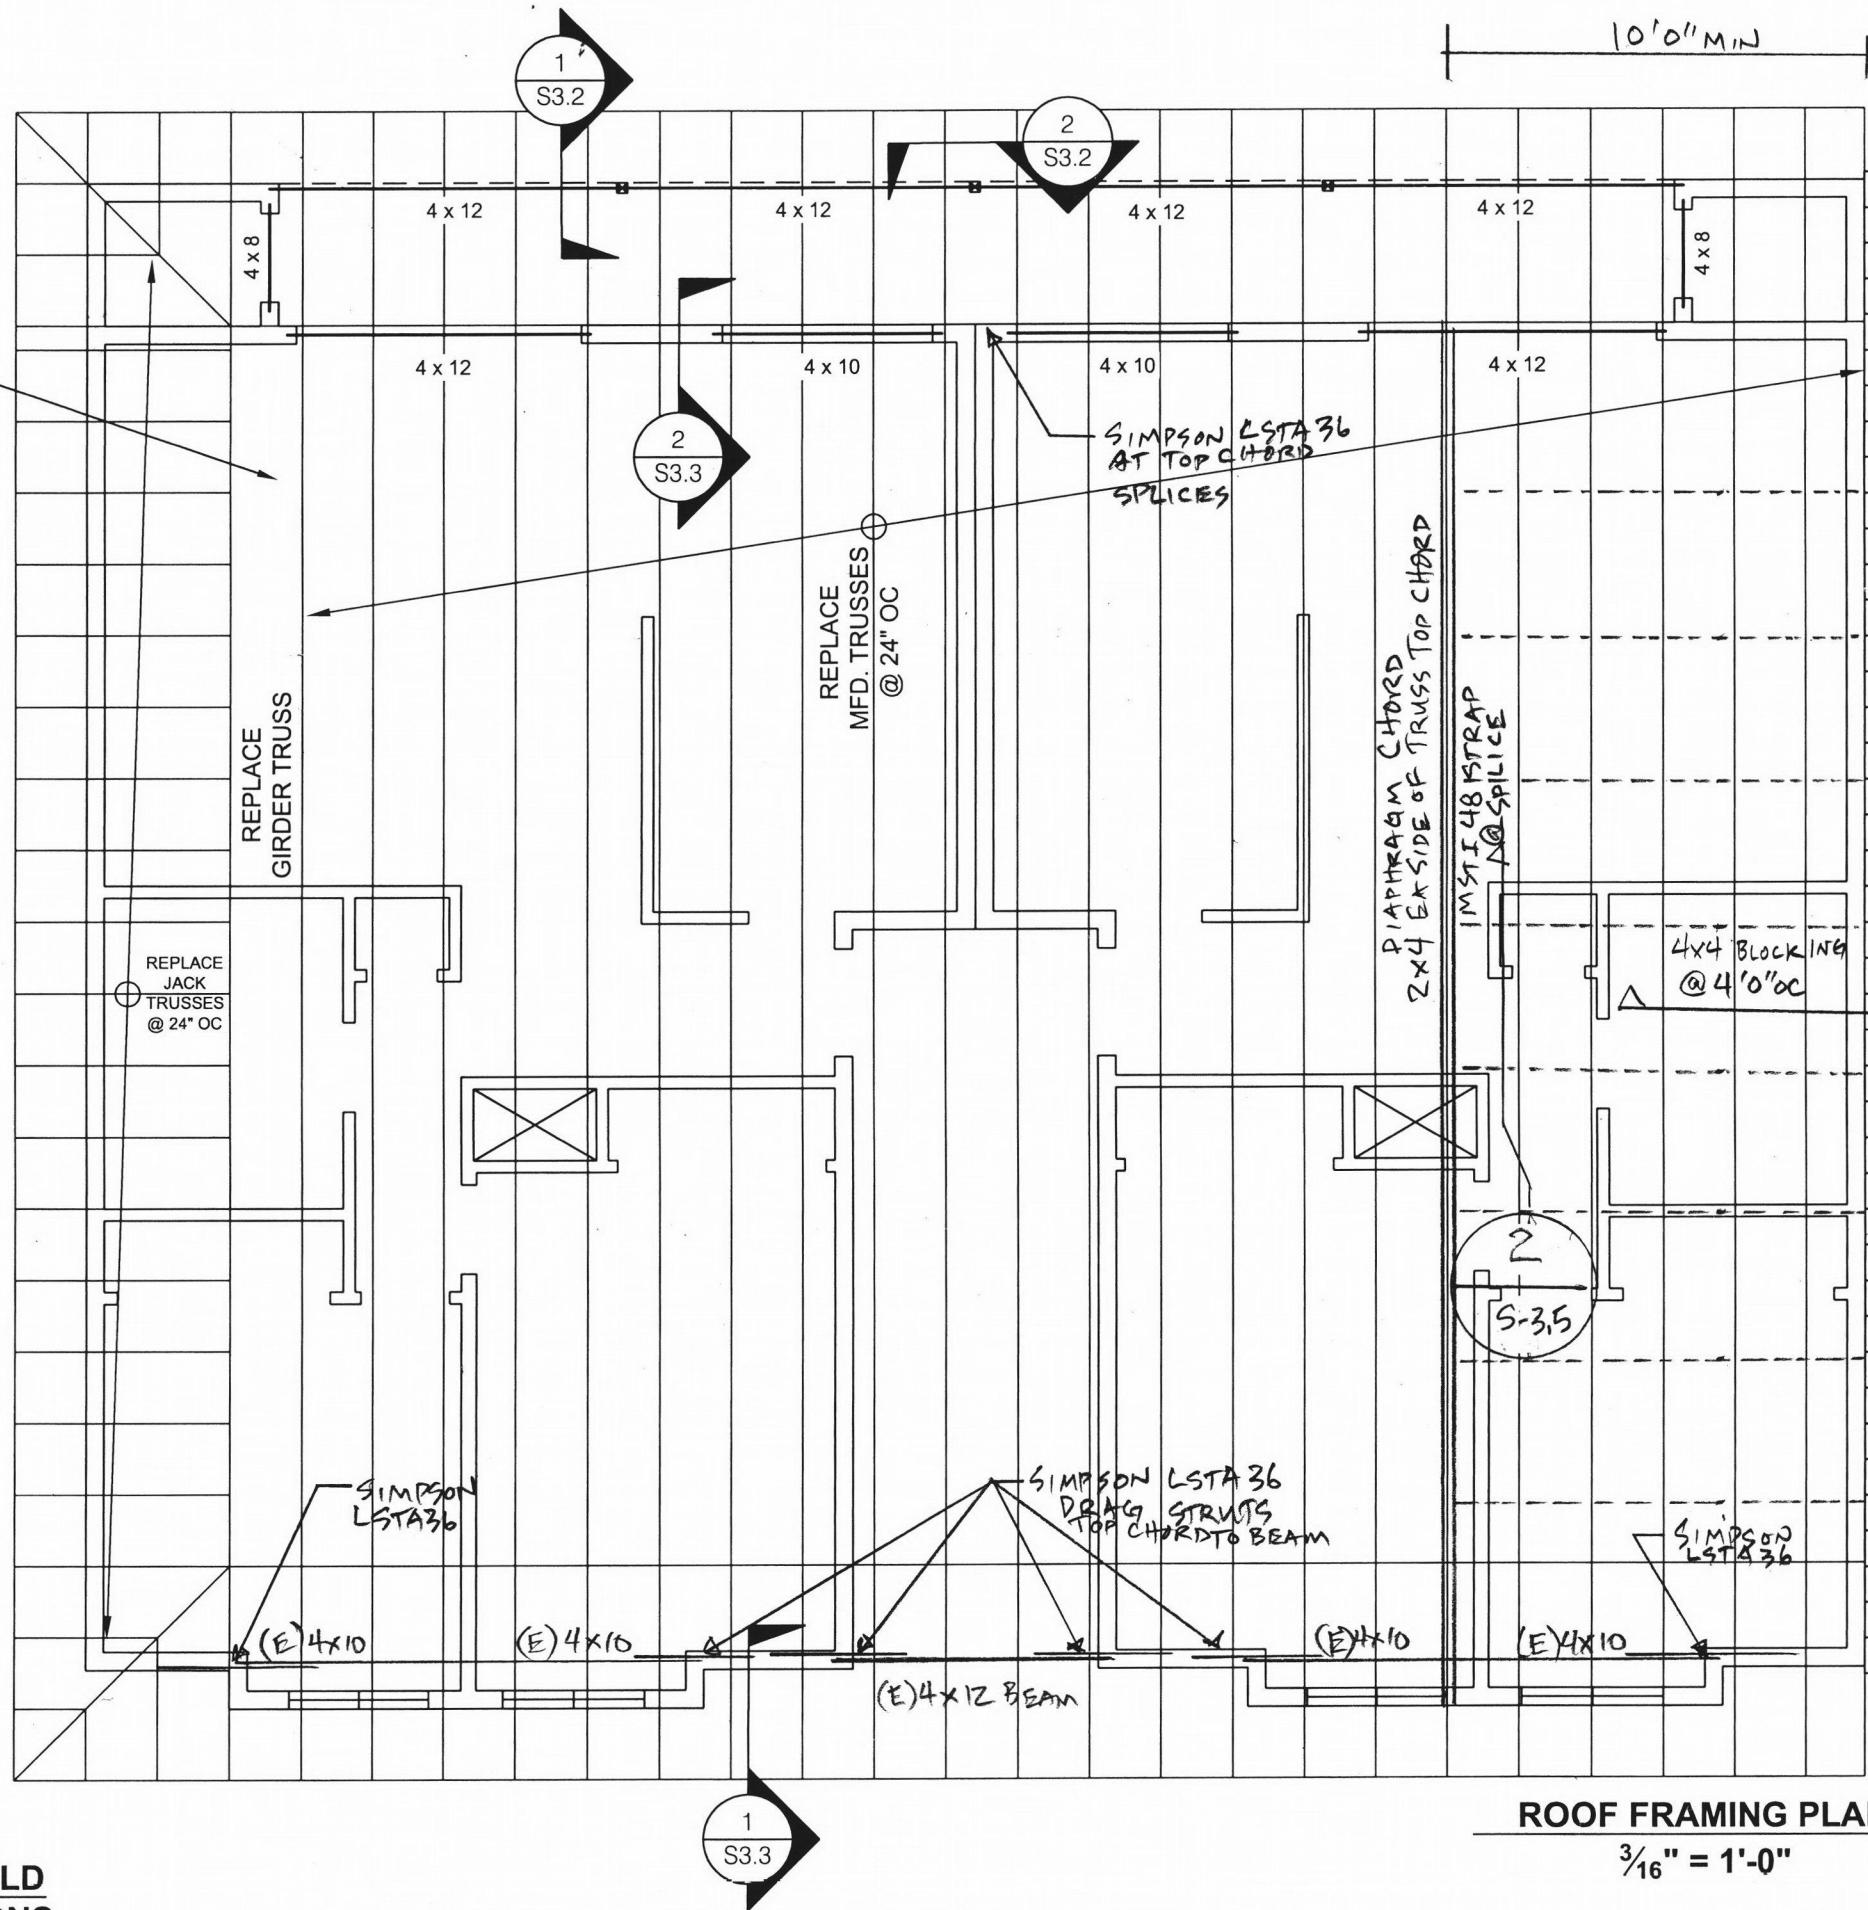 10'0" MIN
1
S3.2
2
S3.2
4 x 12
4 x 12
4 x 12
4 x 12
4 x 8
4 x 8
4 x 12
4 x 10
4 x 10
4 x 12
2
S3.3
SIMPSON LSTA 36
AT TOP CHORD
SPLICES
REPLACE
MFD. TRUSSES
@ 24" OC
REPLACE
GIRDER TRUSS
DIAPHRAGM CHORD
2x4 EA SIDE OF TRUSS TOP CHORD
MSTI 48 STRAP
@ SPLICE
4x4 BLOCKING
@ 4'0" OC
REPLACE
JACK
TRUSSES
@ 24" OC
2
S-3,5
SIMPSON
LSTA36
SIMPSON LSTA 36
DRAG STRUTS
TOP CHORD TO BEAM
SIMPSON
LSTA36
(E) 4x10
(E) 4x10
(E) 4x10
(E) 4x10
(E) 4x12 BEAM
1
S3.3
ROOF FRAMING PLA
3/16" = 1'-0"
LD